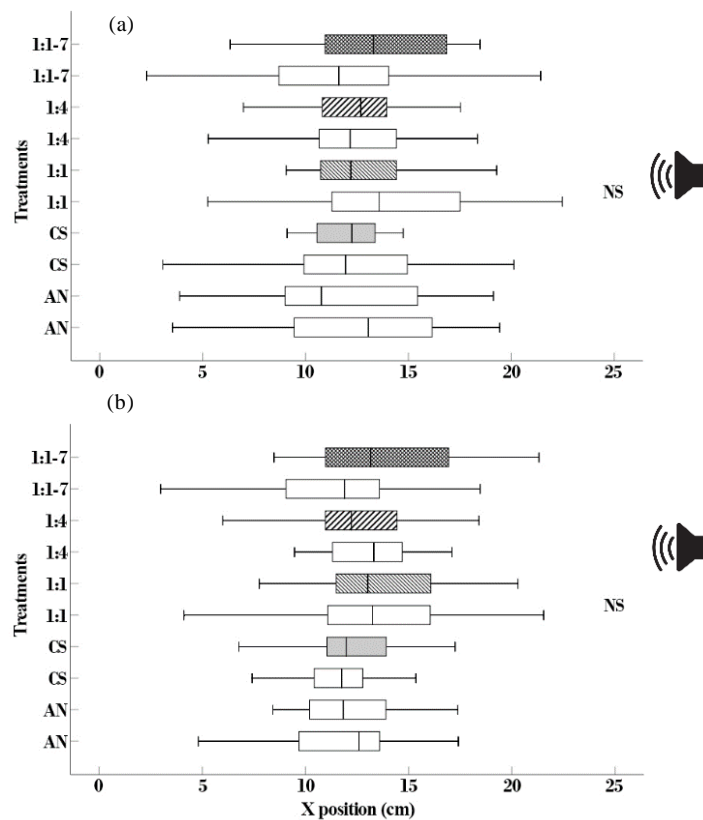 (a)
1:1-7
1:1-7
1:4
1:4
1:1
1:1
CS
CS
AN
AN
Treatments
NS
0 5 10 15 20 25
(b)
1:1-7
1:1-7
1:4
1:4
1:1
1:1
CS
CS
AN
AN
Treatments
NS
0 5 10 15 20 25
X position (cm)